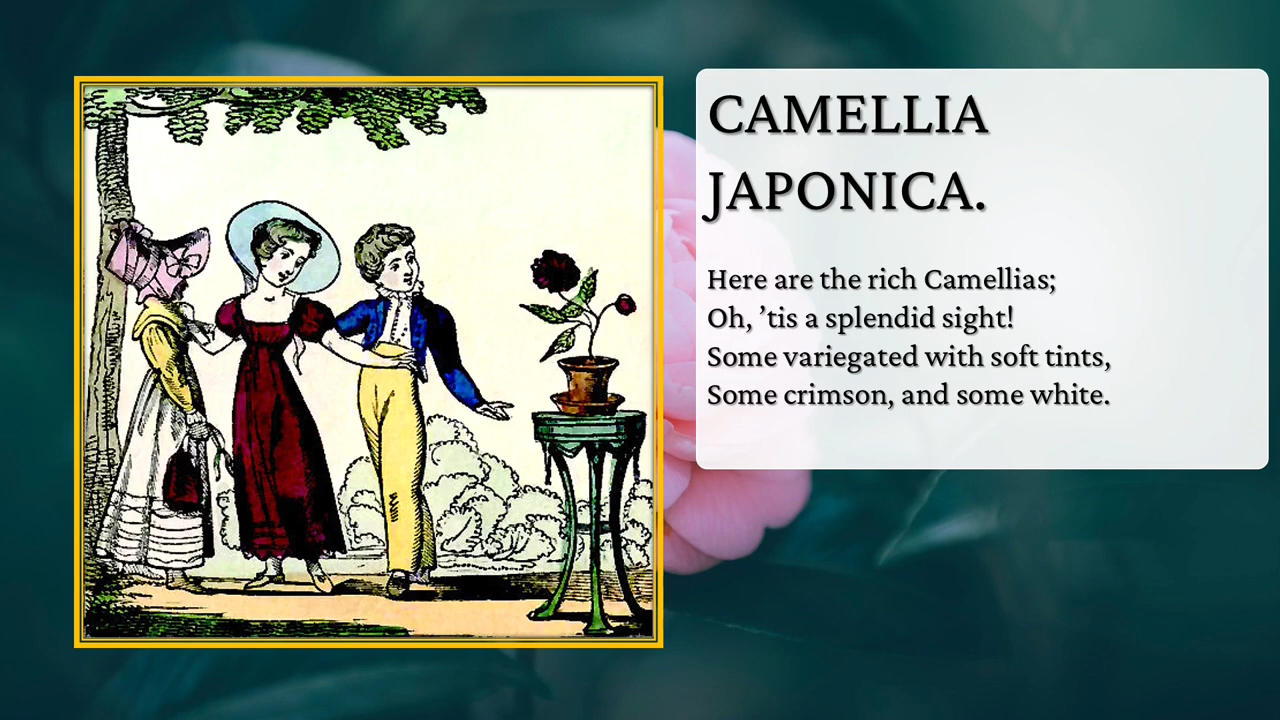 CAMELLIA
JAPONICA.
Here are the rich Camellias;
Oh, ’tis a splendid sight!
Some variegated with soft tints,
Some crimson, and some white.